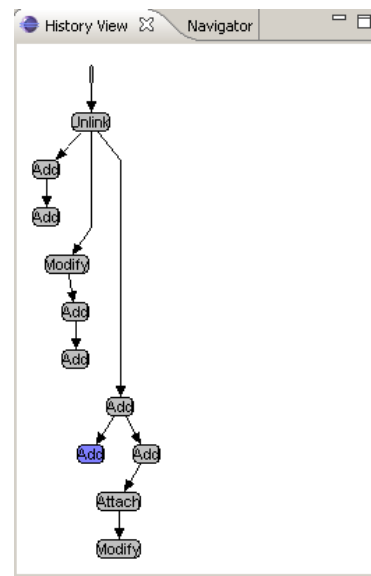 History View Navigator
Unlink
Add
Add
Modify
Add
Add
Add
Add Add
Attach
Modify